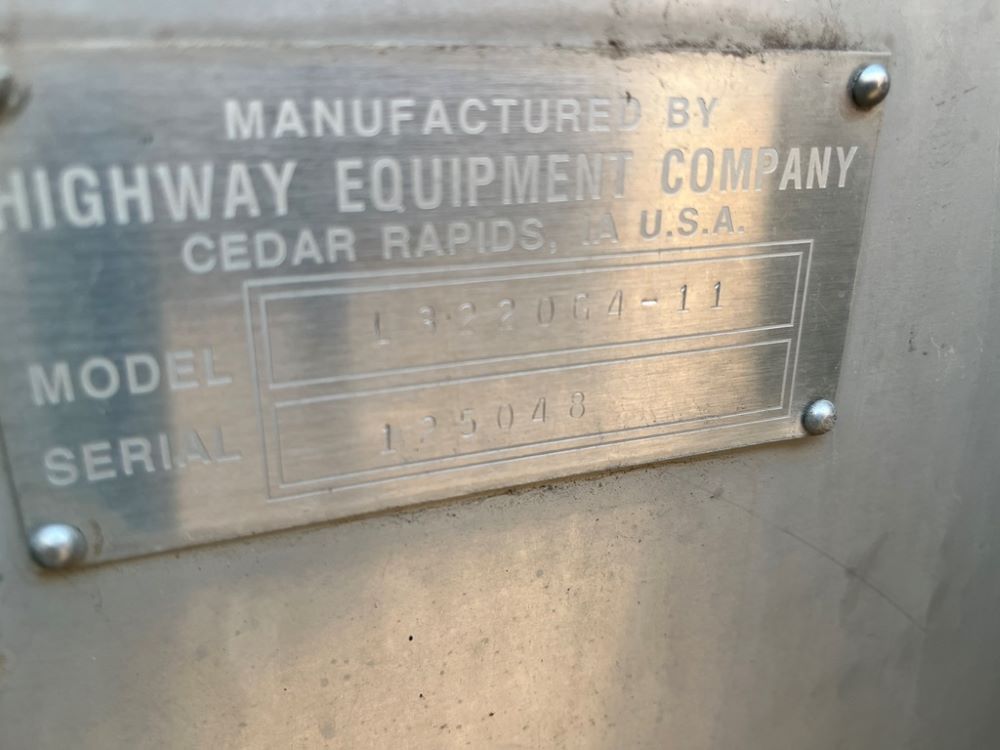 MANUFACTURED BY
HIGHWAY EQUIPMENT COMPANY
CEDAR RAPIDS, IA U.S.A.
MODEL L3220G4-11
SERIAL 125048